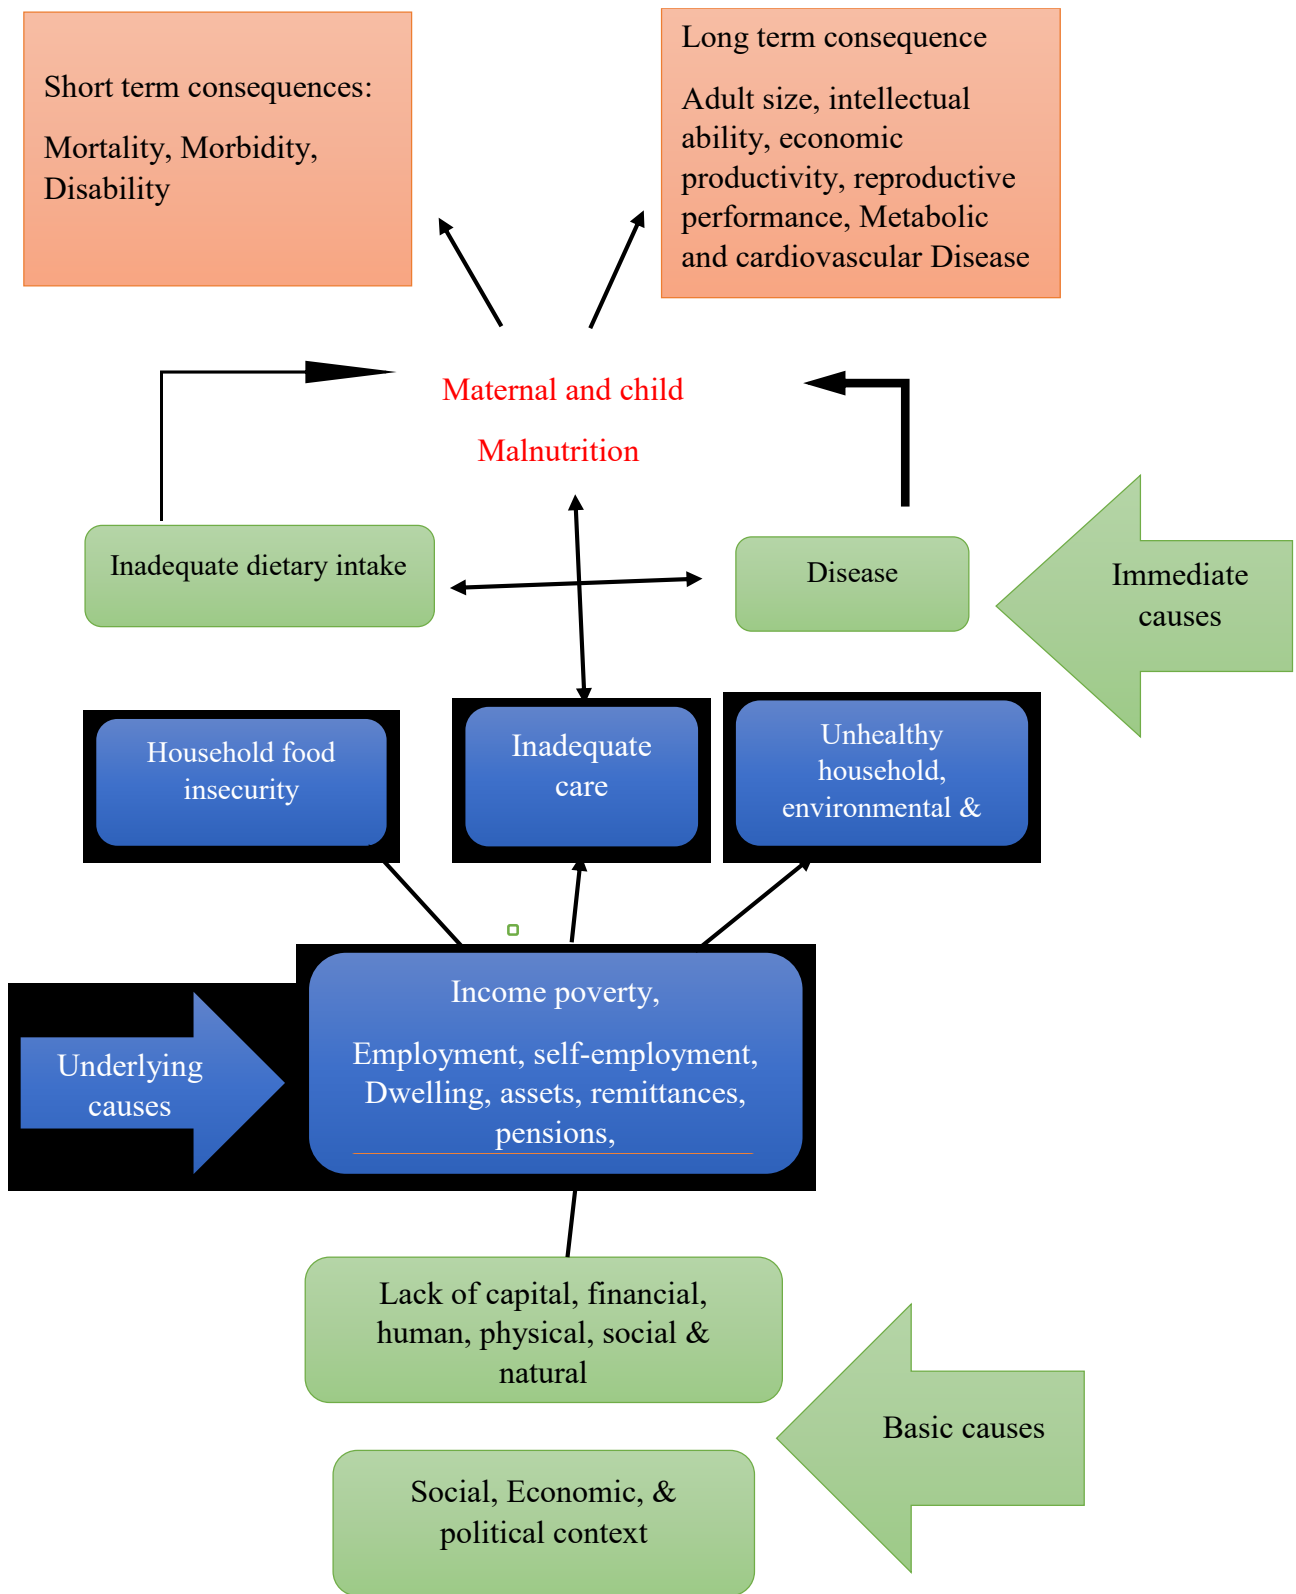 Short term consequences:
Mortality, Morbidity,
Disability
Long term consequence
Adult size, intellectual
ability, economic
productivity, reproductive
performance, Metabolic
and cardiovascular Disease
Maternal and child
Malnutrition
Inadequate dietary intake
Disease
Immediate
causes
Household food
insecurity
Inadequate
care
Unhealthy
household,
environmental &
Underlying
causes
Income poverty,
Employment, self-employment,
Dwelling, assets, remittances,
pensions,
Lack of capital, financial,
human, physical, social &
natural
Basic causes
Social, Economic, &
political context